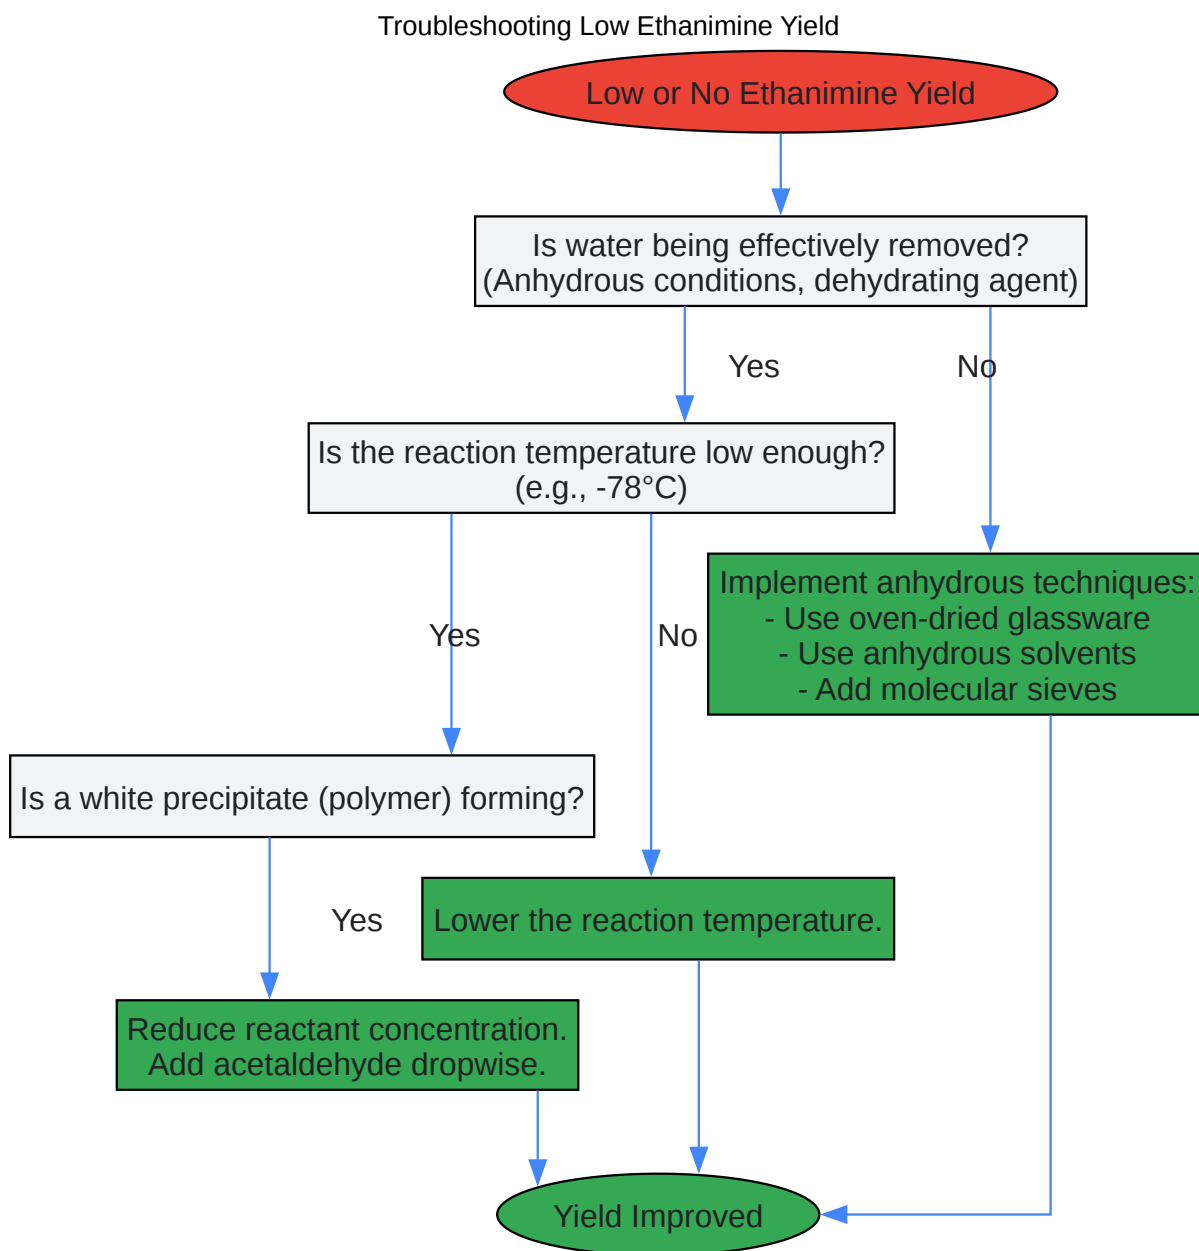 Troubleshooting Low Ethanimine Yield
Low or No Ethanimine Yield
Is water being effectively removed?
(Anhydrous conditions, dehydrating agent)
Yes
No
Is the reaction temperature low enough?
(e.g., -78°C)
Implement anhydrous techniques:
- Use oven-dried glassware
- Use anhydrous solvents
- Add molecular sieves
Yes
No
Is a white precipitate (polymer) forming?
Yes
Lower the reaction temperature.
Reduce reactant concentration.
Add acetaldehyde dropwise.
Yield Improved